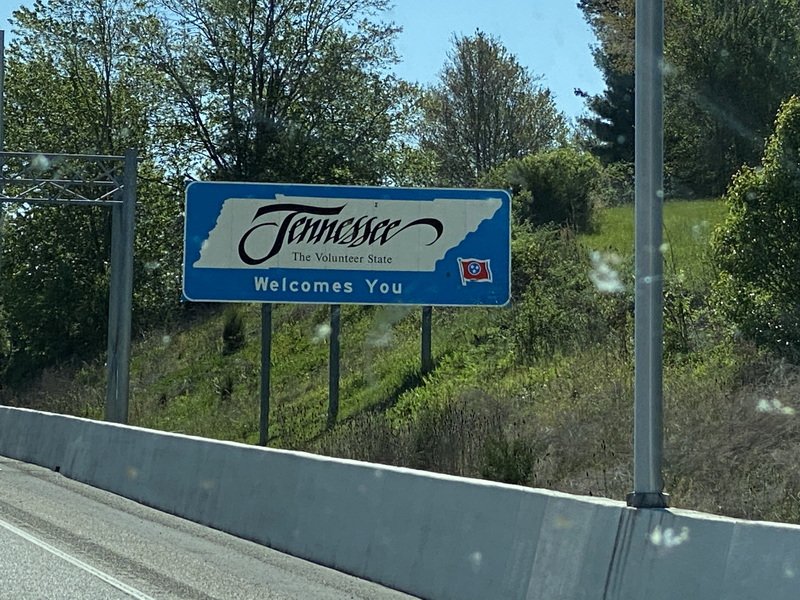 Tennessee
The Volunteer State
Welcomes You